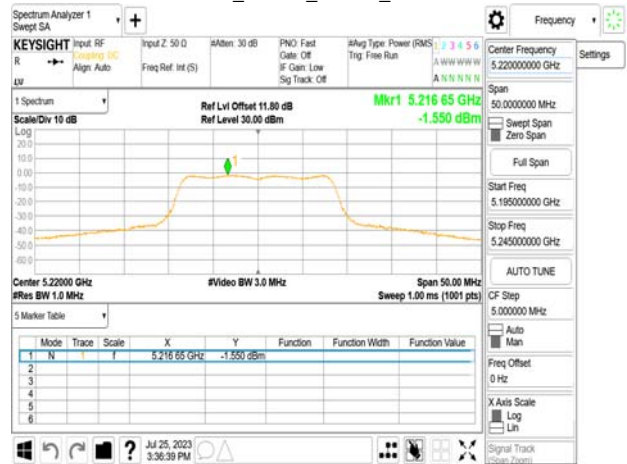 Spectrum Analyzer 1
Swept SA
+
Frequency
Settings
KEYSIGHT
R
Input: RF
Coupling: DC
Align: Auto
Input Z: 50 Ω
Freq Ref: Int (S)
#Atten: 30 dB
PNO: Fast
Gate: Off
IF Gain: Low
Sig Track: Off
#Avg Type: Power (RMS
Trig: Free Run
1 2 3 4 5 6
A WW WW W
A N N N N N
1 Spectrum
Scale/Div 10 dB
Ref Lvl Offset 11.80 dB
Ref Level 30.00 dBm
Mkr1 5.216 65 GHz
-1.550 dBm
Log
20.0
10.0
0.00
-10.0
-20.0
-30.0
-40.0
-50.0
-60.0
1
Center 5.22000 GHz
#Res BW 1.0 MHz
#Video BW 3.0 MHz
Span 50.00 MHz
Sweep 1.00 ms (1001 pts)
5 Marker Table
Mode Trace Scale X Y Function Function Width Function Value
1 N 1 f 5.216 65 GHz -1.550 dBm
2
3
4
5
6
Center Frequency
5.220000000 GHz
Span
50.0000000 MHz
Swept Span
Zero Span
Full Span
Start Freq
5.195000000 GHz
Stop Freq
5.245000000 GHz
AUTO TUNE
CF Step
5.000000 MHz
Auto
Man
Freq Offset
0 Hz
X Axis Scale
Log
Lin
Signal Track
(Span Zoom)
?
Jul 25, 2023
3:36:39 PM